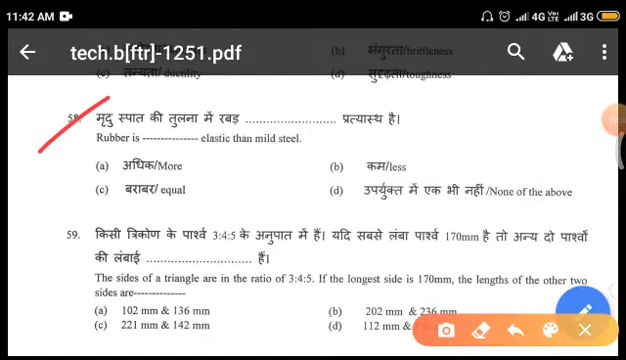 11:42 AM
4G VoLTE 3G
tech.b[ftr]-1251.pdf
(b) भंगुरता/brittleness
(c) तन्यता/ ductility (d) सुदृढ़ता/toughness
58. मृदु स्पात की तुलना में रबड़ .......................... प्रत्यास्थ है।
Rubber is --------------- elastic than mild steel.
(a) अधिक/More (b) कम/less
(c) बराबर/ equal (d) उपर्युक्त में एक भी नहीं /None of the above
59. किसी त्रिकोण के पार्श्व 3:4:5 के अनुपात में हैं। यदि सबसे लंबा पार्श्व 170mm है तो अन्य दो पार्श्वों
की लंबाई .............................. हैं।
The sides of a triangle are in the ratio of 3:4:5. If the longest side is 170mm, the lengths of the other two
sides are--------------
(a) 102 mm & 136 mm (b) 202 mm & 236 mm
(c) 221 mm & 142 mm (d) 112 mm &